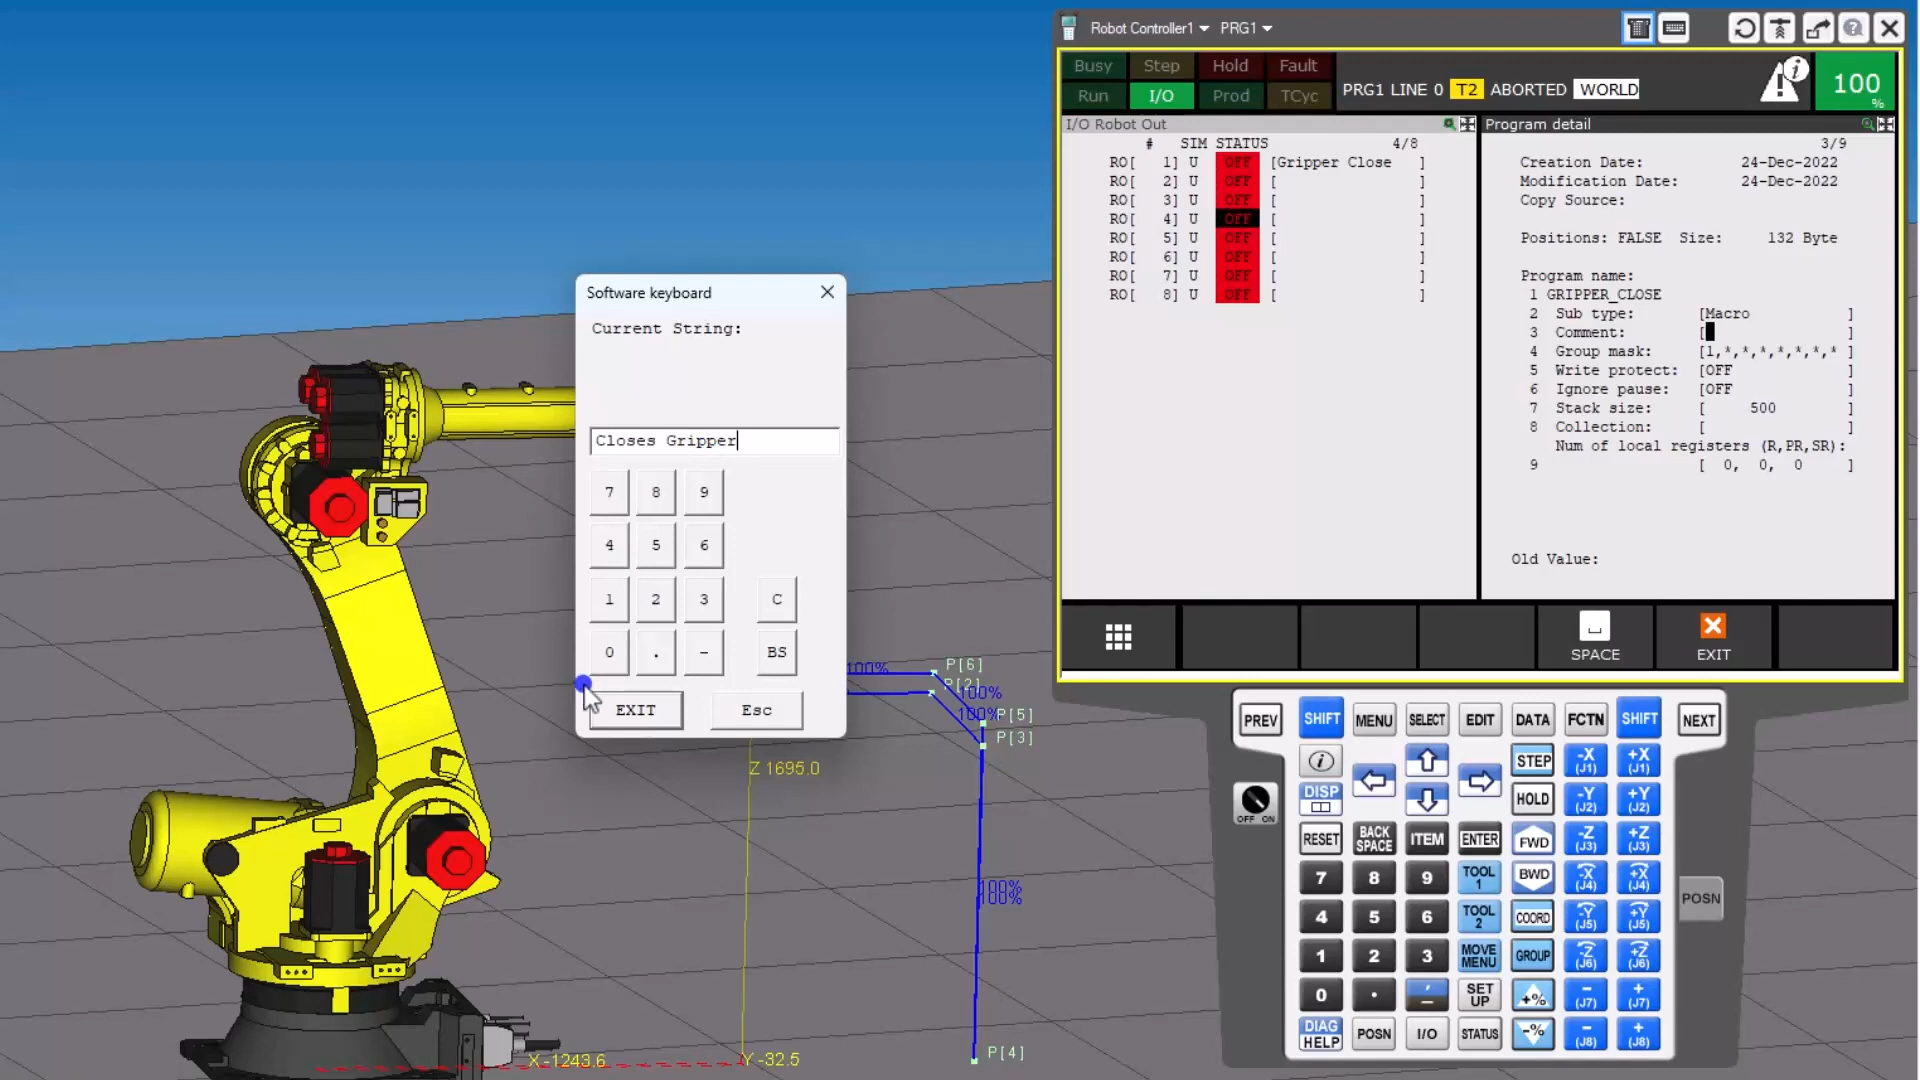 Robot Controller1 PRG1
Busy Step Hold Fault
Run I/O Prod TCyc
PRG1 LINE 0 T2 ABORTED WORLD
100
%
I/O Robot Out
# SIM STATUS 4/8
RO[ 1] U OFF [Gripper Close ]
RO[ 2] U OFF [ ]
RO[ 3] U OFF [ ]
RO[ 4] U OFF [ ]
RO[ 5] U OFF [ ]
RO[ 6] U OFF [ ]
RO[ 7] U OFF [ ]
RO[ 8] U OFF [ ]
Program detail
3/9
Creation Date: 24-Dec-2022
Modification Date: 24-Dec-2022
Copy Source:
Positions: FALSE Size: 132 Byte
Program name:
1 GRIPPER_CLOSE
2 Sub type: [Macro ]
3 Comment: [ ]
4 Group mask: [1,*,*,*,*,*,*,* ]
5 Write protect: [OFF ]
6 Ignore pause: [OFF ]
7 Stack size: [ 500 ]
8 Collection: [ ]
Num of local registers (R,PR,SR):
9 [ 0, 0, 0 ]
Old Value:
SPACE
EXIT
Software keyboard
Current String:
Closes Gripper
7 8 9
4 5 6
1 2 3 C
0 . - BS
EXIT Esc
100% P[6]
P[2]
100%
100% P[5]
P[3]
Z 1695.0
100%
100%
P[4]
X -1243.6
Y -32.5
PREV SHIFT MENU SELECT EDIT DATA FCTN SHIFT NEXT
i STEP -X (J1) +X (J1)
DISP HOLD -Y (J2) +Y (J2)
OFF ON
RESET BACK SPACE ITEM ENTER FWD -Z (J3) +Z (J3)
7 8 9 TOOL 1 BWD -X (J4) +X (J4)
POSN
4 5 6 TOOL 2 COORD -Y (J5) +Y (J5)
1 2 3 MOVE MENU GROUP -Z (J6) +Z (J6)
0 . , – SET UP +% - (J7) + (J7)
DIAG HELP POSN I/O STATUS -% - (J8) + (J8)